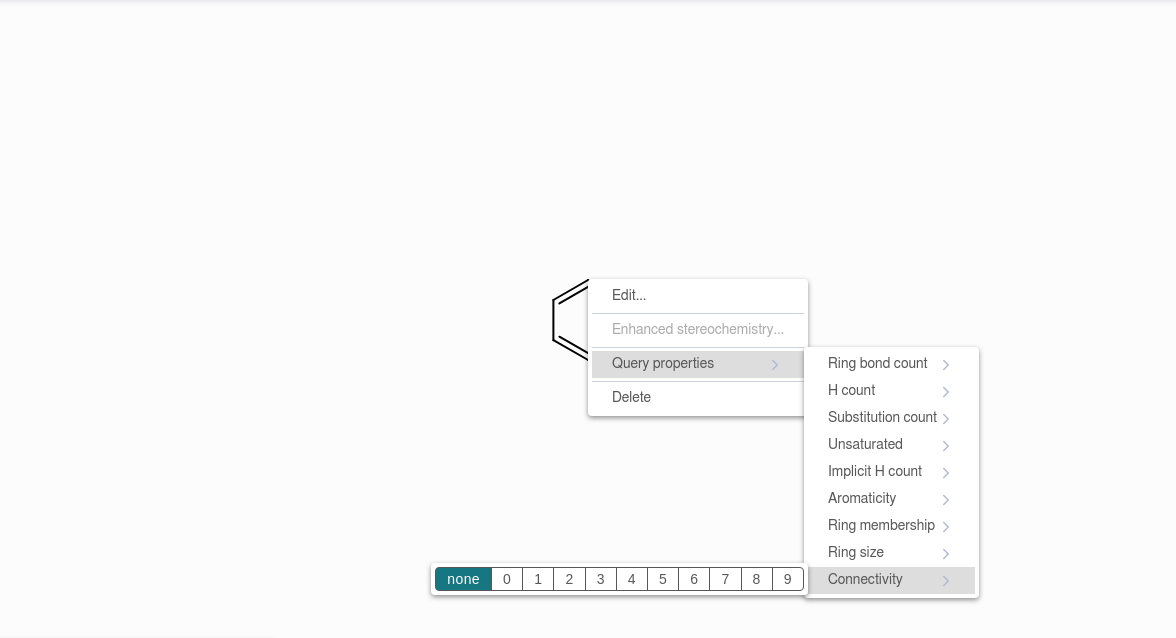 Edit...
Enhanced stereochemistry...
Query properties
Delete
Ring bond count
H count
Substitution count
Unsaturated
Implicit H count
Aromaticity
Ring membership
Ring size
Connectivity
none 0 1 2 3 4 5 6 7 8 9